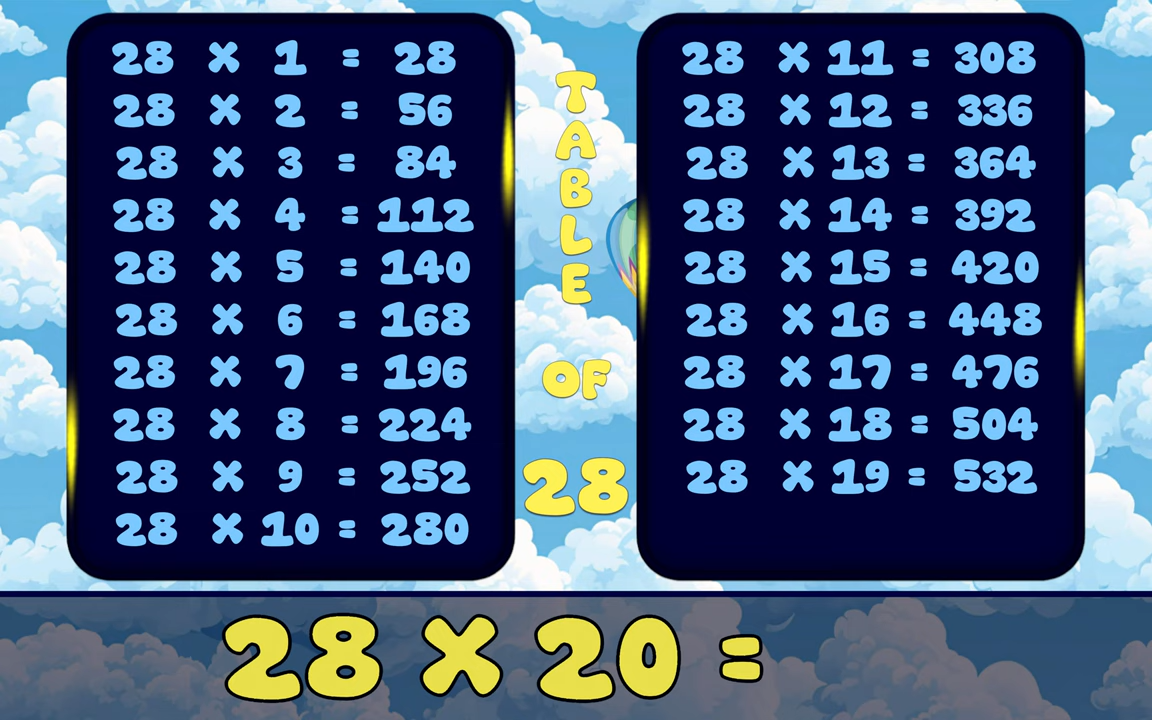 28 × 1 = 28
28 × 2 = 56
28 × 3 = 84
28 × 4 = 112
28 × 5 = 140
28 × 6 = 168
28 × 7 = 196
28 × 8 = 224
28 × 9 = 252
28 × 10 = 280
TABLE
OF
28
28 × 11 = 308
28 × 12 = 336
28 × 13 = 364
28 × 14 = 392
28 × 15 = 420
28 × 16 = 448
28 × 17 = 476
28 × 18 = 504
28 × 19 = 532
28 × 20 =